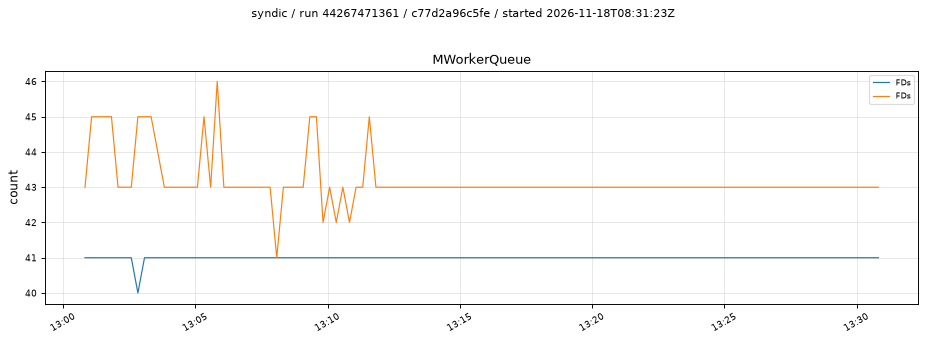 syndic / run 44267471361 / c77d2a96c5fe / started 2026-11-18T08:31:23Z
MWorkerQueue
FDs
FDs
46
45
44
43
42
41
40
count
13:00
13:05
13:10
13:15
13:20
13:25
13:30